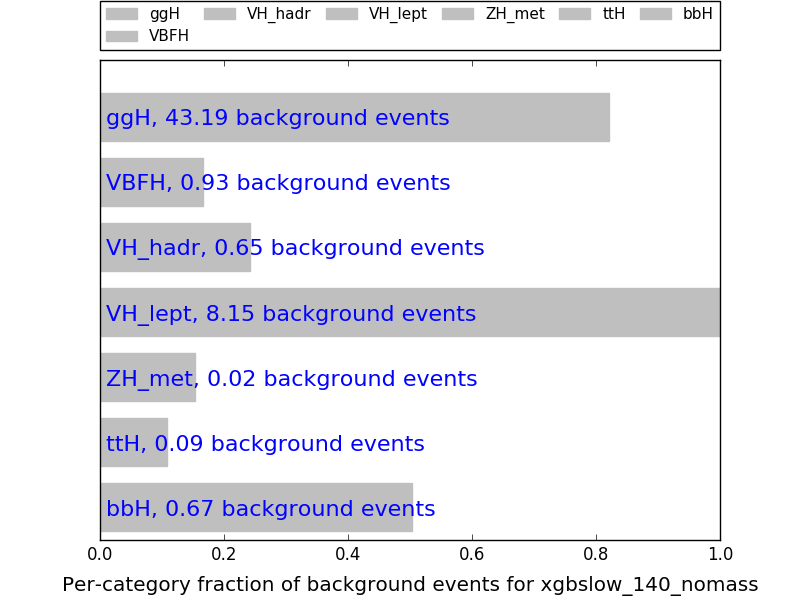 ggH VH_hadr VH_lept ZH_met ttH bbH
VBFH
ggH, 43.19 background events
VBFH, 0.93 background events
VH_hadr, 0.65 background events
VH_lept, 8.15 background events
ZH_met, 0.02 background events
ttH, 0.09 background events
bbH, 0.67 background events
0.0 0.2 0.4 0.6 0.8 1.0
Per-category fraction of background events for xgbslow_140_nomass